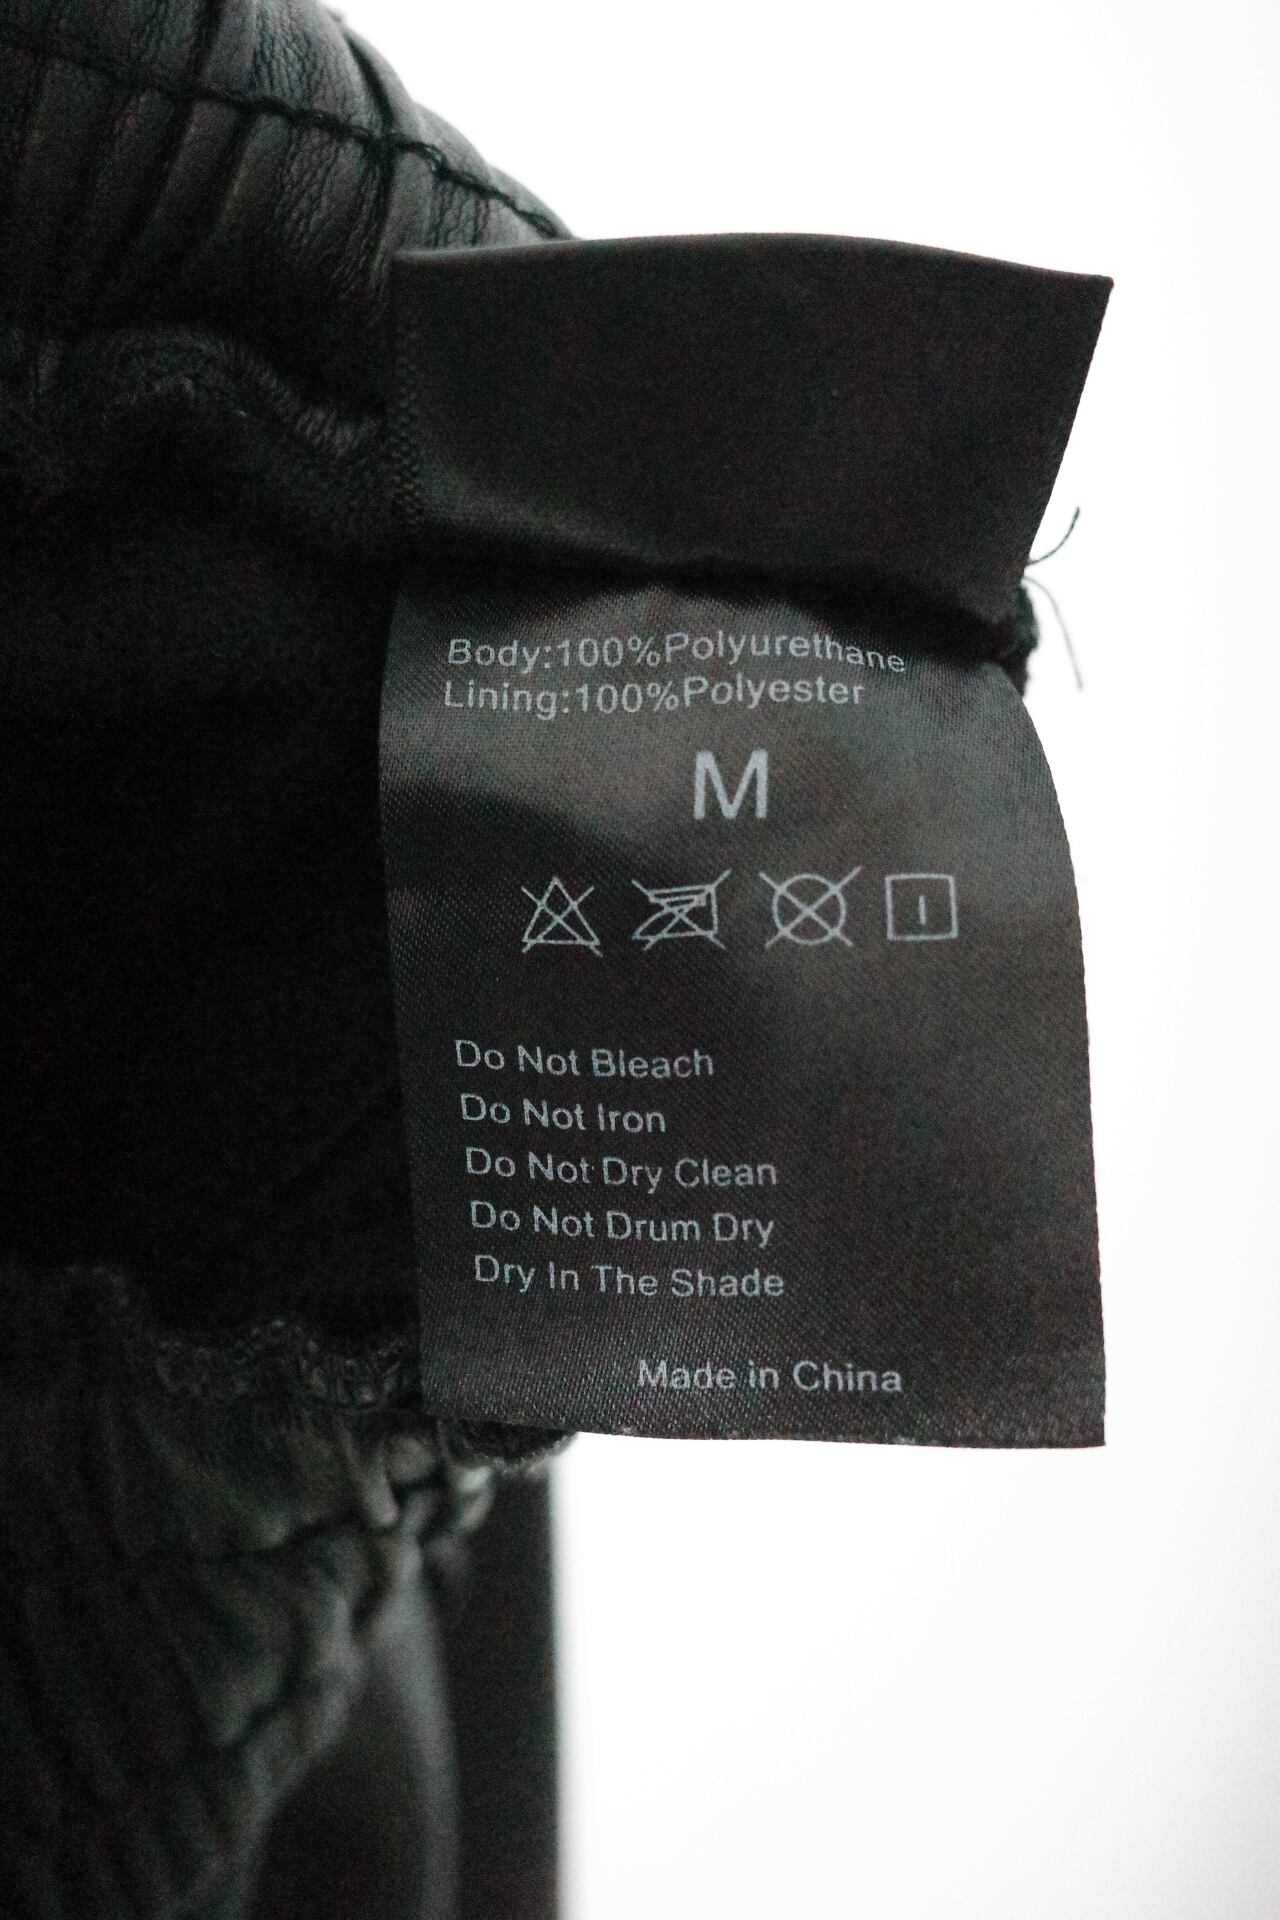 Body:100%Polyurethane
Lining:100%Polyester
M
Do Not Bleach
Do Not Iron
Do Not Dry Clean
Do Not Drum Dry
Dry In The Shade
Made in China